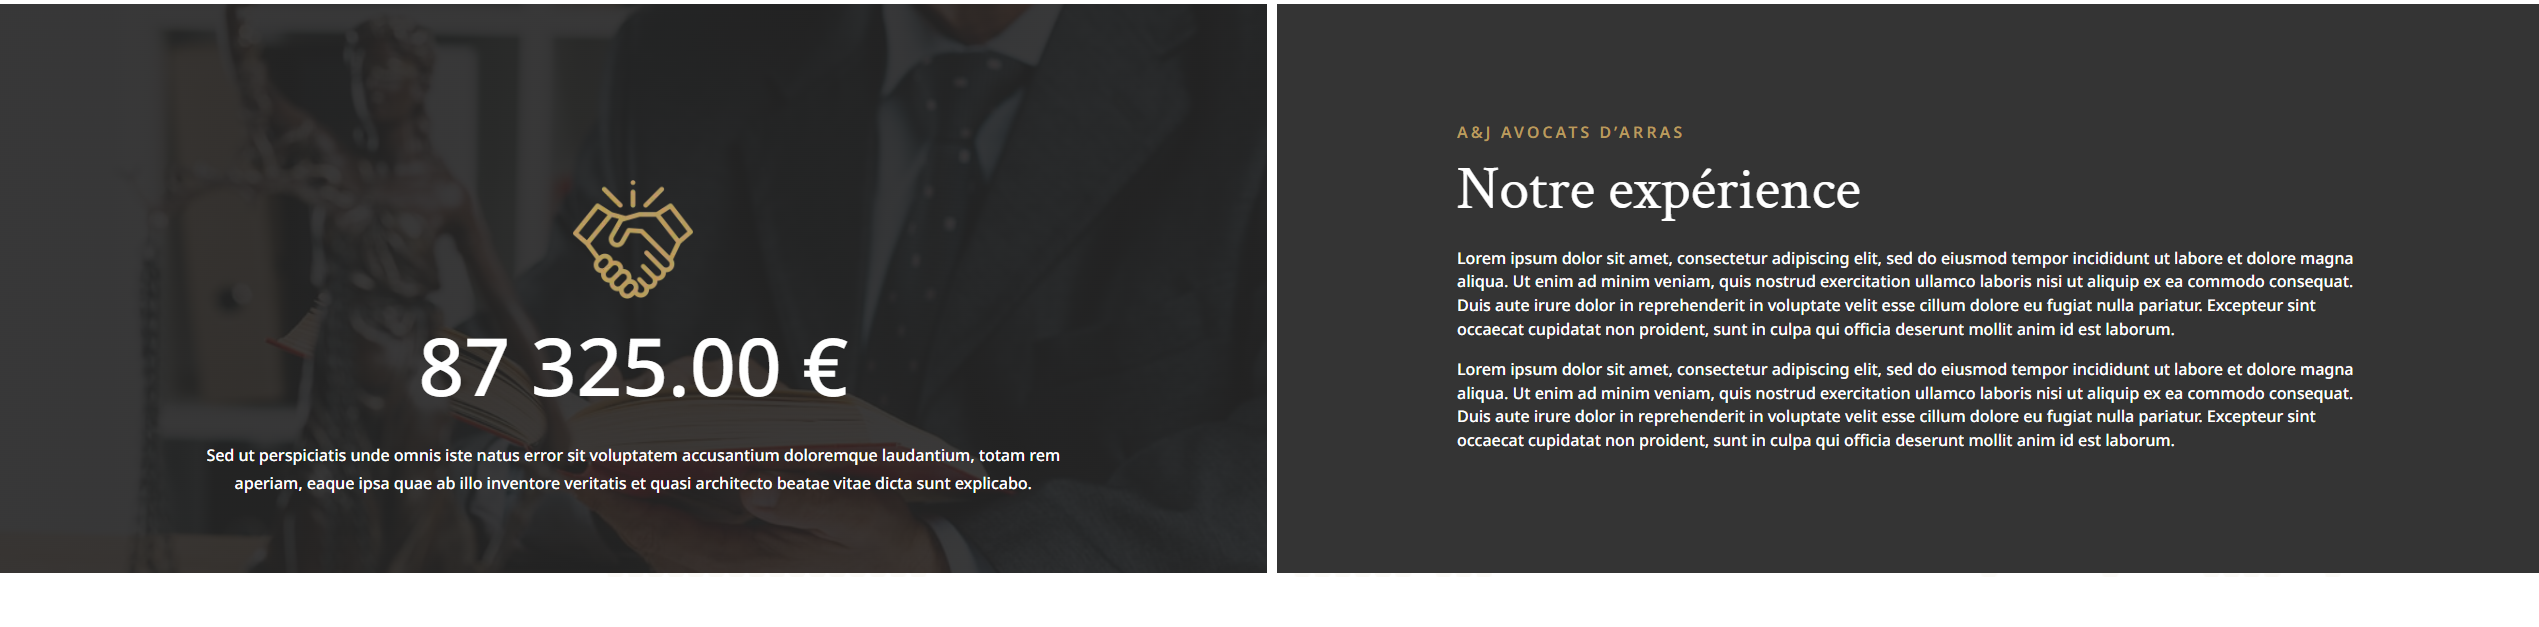 87 325.00 €
Sed ut perspiciatis unde omnis iste natus error sit voluptatem accusantium doloremque laudantium, totam rem
aperiam, eaque ipsa quae ab illo inventore veritatis et quasi architecto beatae vitae dicta sunt explicabo.
A&J AVOCATS D’ARRAS
Notre expérience
Lorem ipsum dolor sit amet, consectetur adipiscing elit, sed do eiusmod tempor incididunt ut labore et dolore magna
aliqua. Ut enim ad minim veniam, quis nostrud exercitation ullamco laboris nisi ut aliquip ex ea commodo consequat.
Duis aute irure dolor in reprehenderit in voluptate velit esse cillum dolore eu fugiat nulla pariatur. Excepteur sint
occaecat cupidatat non proident, sunt in culpa qui officia deserunt mollit anim id est laborum.
Lorem ipsum dolor sit amet, consectetur adipiscing elit, sed do eiusmod tempor incididunt ut labore et dolore magna
aliqua. Ut enim ad minim veniam, quis nostrud exercitation ullamco laboris nisi ut aliquip ex ea commodo consequat.
Duis aute irure dolor in reprehenderit in voluptate velit esse cillum dolore eu fugiat nulla pariatur. Excepteur sint
occaecat cupidatat non proident, sunt in culpa qui officia deserunt mollit anim id est laborum.